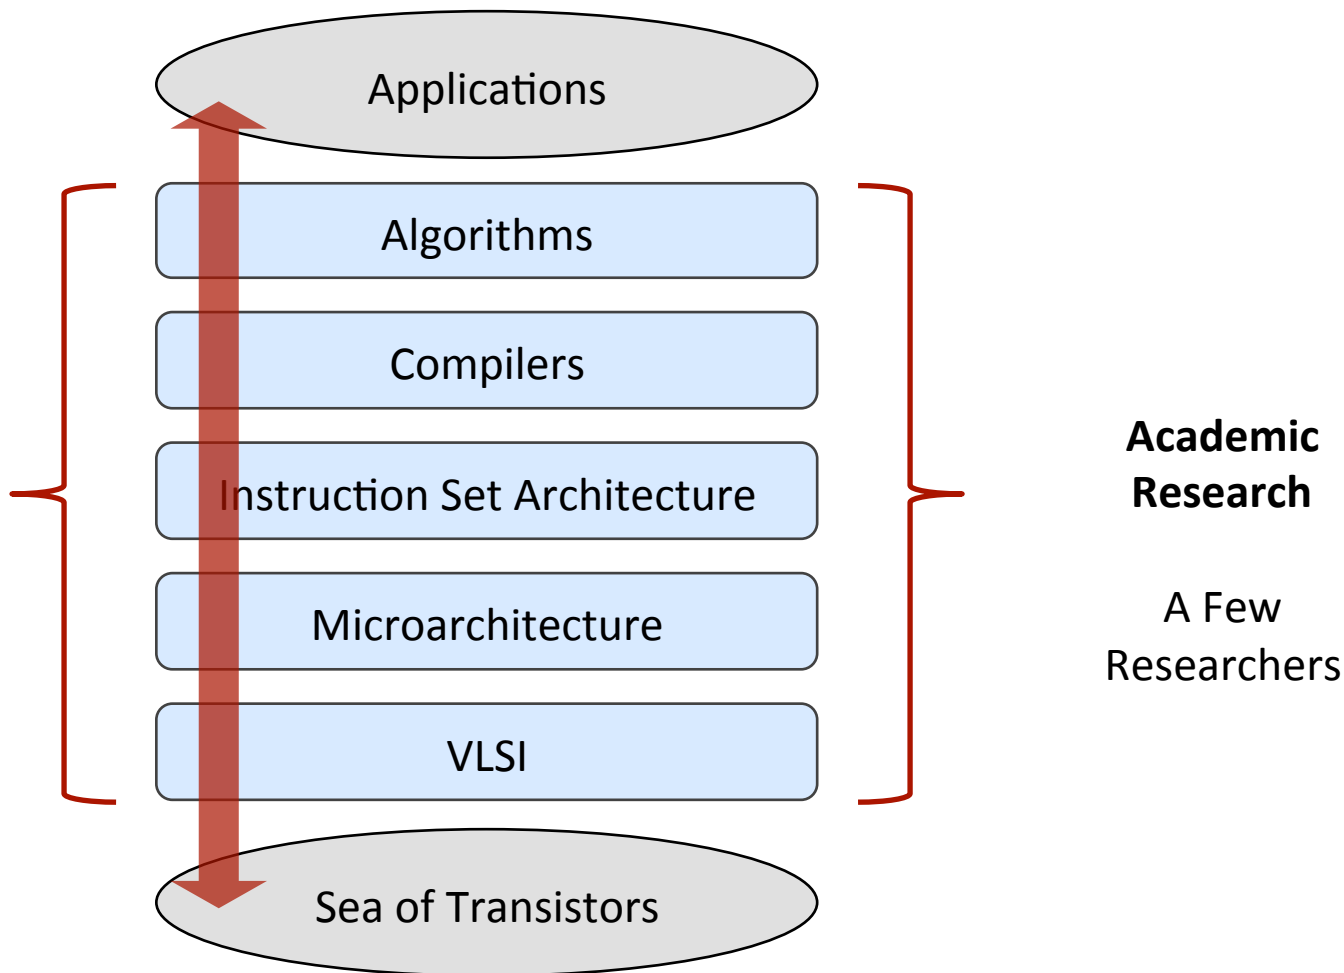 Applications
Algorithms
Compilers
Instruction Set Architecture
Microarchitecture
VLSI
Sea of Transistors
Academic
Research
A Few
Researchers